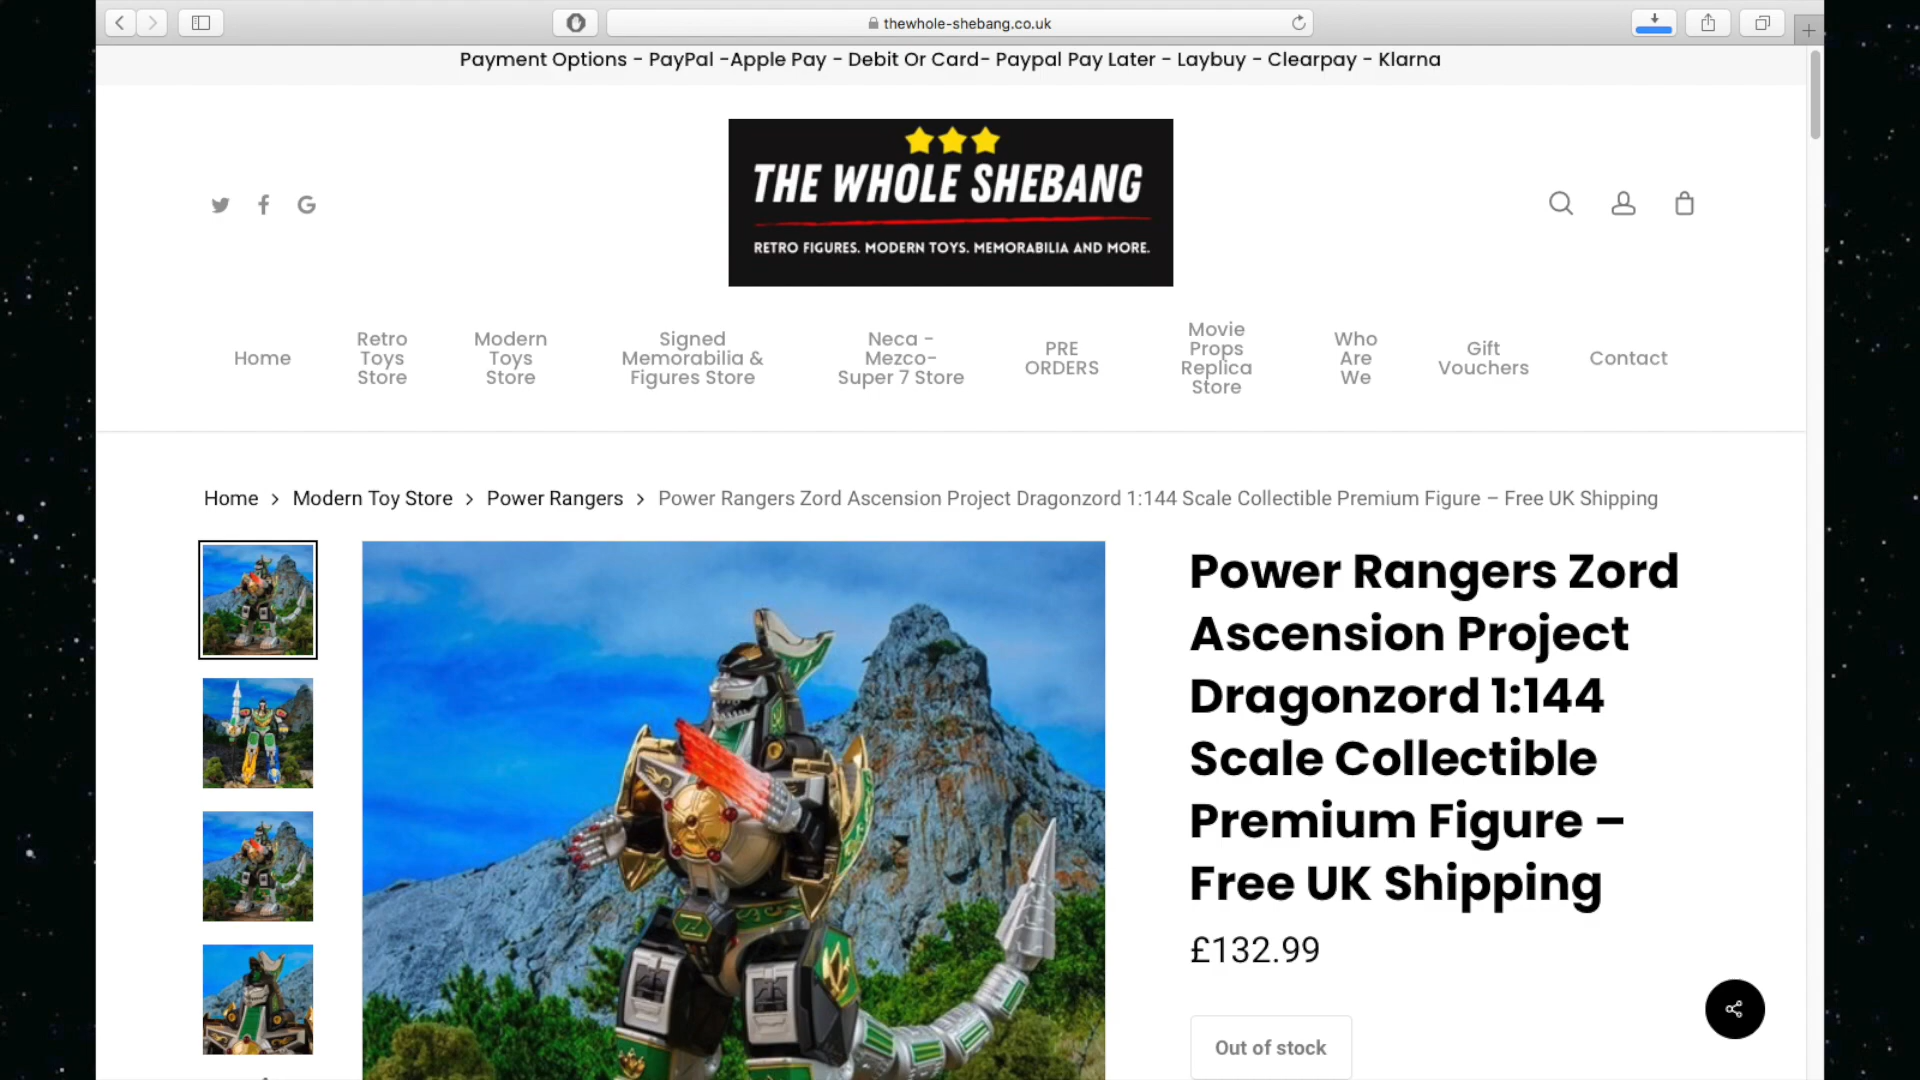 thewhole-shebang.co.uk
Payment Options - PayPal -Apple Pay - Debit Or Card- Paypal Pay Later - Laybuy - Clearpay - Klarna
THE WHOLE SHEBANG
RETRO FIGURES. MODERN TOYS. MEMORABILIA AND MORE.
Home
Retro
Toys
Store
Modern
Toys
Store
Signed
Memorabilia &
Figures Store
Neca -
Mezco-
Super 7 Store
PRE
ORDERS
Movie
Props
Replica
Store
Who
Are
We
Gift
Vouchers
Contact
Home > Modern Toy Store > Power Rangers > Power Rangers Zord Ascension Project Dragonzord 1:144 Scale Collectible Premium Figure – Free UK Shipping
Power Rangers Zord
Ascension Project
Dragonzord 1:144
Scale Collectible
Premium Figure –
Free UK Shipping
£132.99
Out of stock